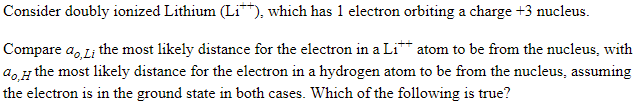 Consider doubly ionized Lithium (Li⁺⁺), which has 1 electron orbiting a charge +3 nucleus.
Compare a₀,Li the most likely distance for the electron in a Li⁺⁺ atom to be from the nucleus, with
a₀,H the most likely distance for the electron in a hydrogen atom to be from the nucleus, assuming
the electron is in the ground state in both cases. Which of the following is true?